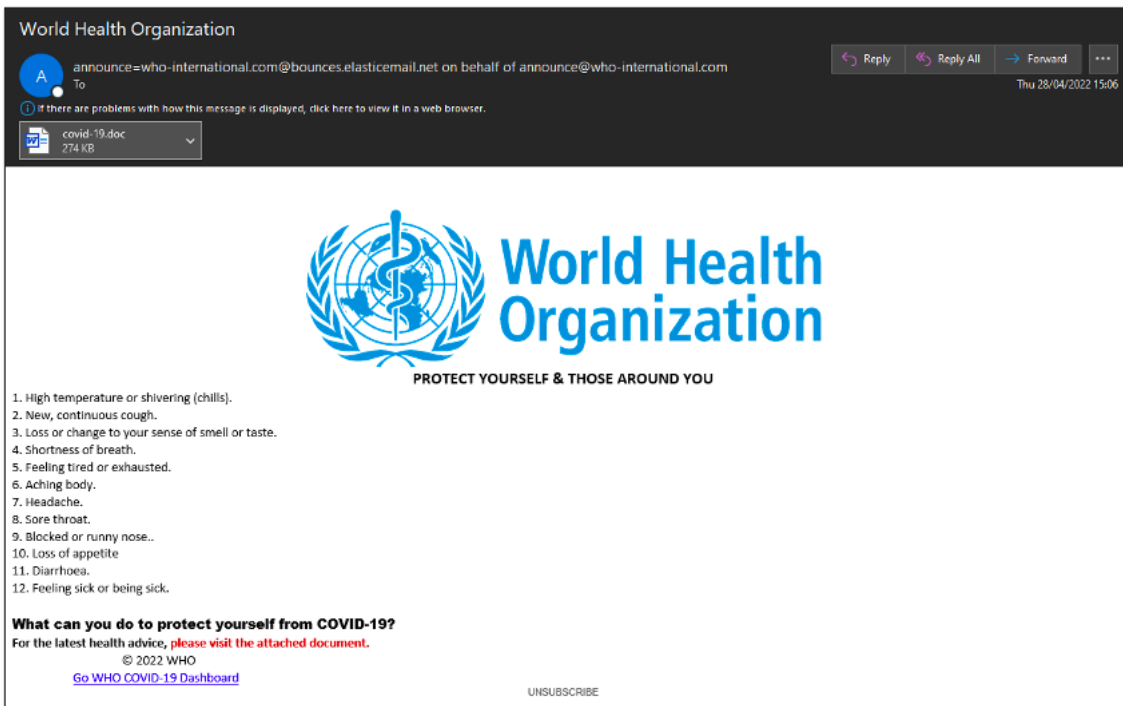 World Health Organization
A
announce=who-international.com@bounces.elasticemail.net on behalf of announce@who-international.com
To
Reply
Reply All
Forward
Thu 28/04/2022 15:06
If there are problems with how this message is displayed, click here to view it in a web browser.
covid-19.doc
274 KB
World Health
Organization
PROTECT YOURSELF & THOSE AROUND YOU
1. High temperature or shivering (chills).
2. New, continuous cough.
3. Loss or change to your sense of smell or taste.
4. Shortness of breath.
5. Feeling tired or exhausted.
6. Aching body.
7. Headache.
8. Sore throat.
9. Blocked or runny nose..
10. Loss of appetite
11. Diarrhoea.
12. Feeling sick or being sick.
What can you do to protect yourself from COVID-19?
For the latest health advice, please visit the attached document.
© 2022 WHO
Go WHO COVID-19 Dashboard
UNSUBSCRIBE